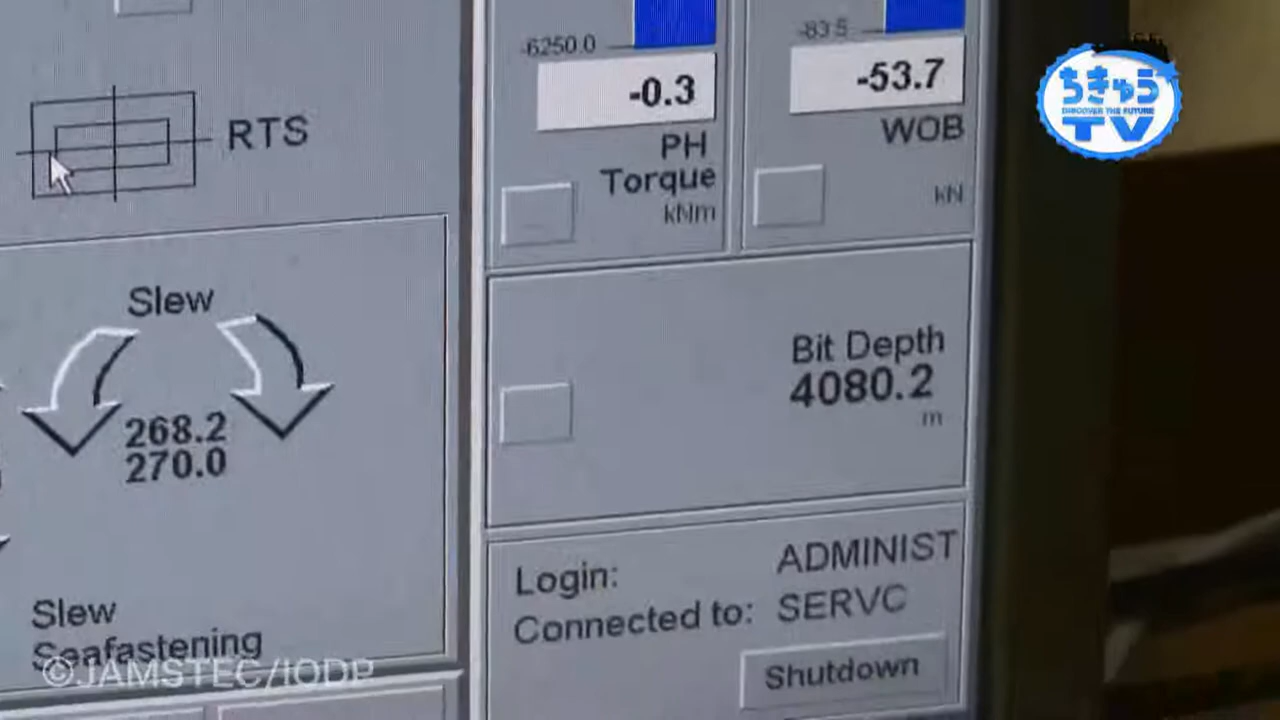 -6250.0
-83.5
-0.3
-53.7
PH
Torque
kNm
WOB
kN
RTS
Slew
268.2
270.0
Bit Depth
4080.2
m
Login: ADMINIST
Connected to: SERVC
Shutdown
Slew
Seafastening
ちきゅう
DISCOVER THE FUTURE
TV
©JAMSTEC/IODP